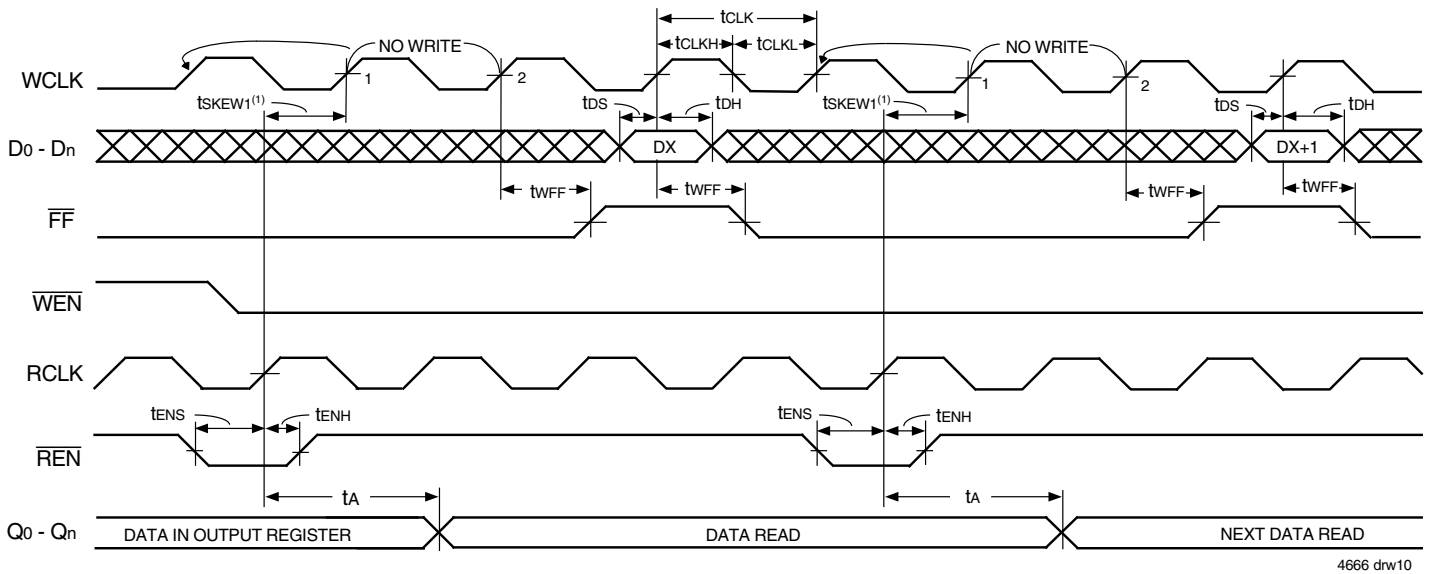 tCLK
NO WRITE tCLKH tCLKL NO WRITE
WCLK 1 2 1 2
tSKEW1(1) tDS tDH tSKEW1(1) tDS tDH
D0 - Dn DX DX+1
tWFF tWFF tWFF tWFF
FF
WEN
RCLK
tENS tENH tENS tENH
REN
tA tA
Q0 - Qn DATA IN OUTPUT REGISTER DATA READ NEXT DATA READ
4666 drw10